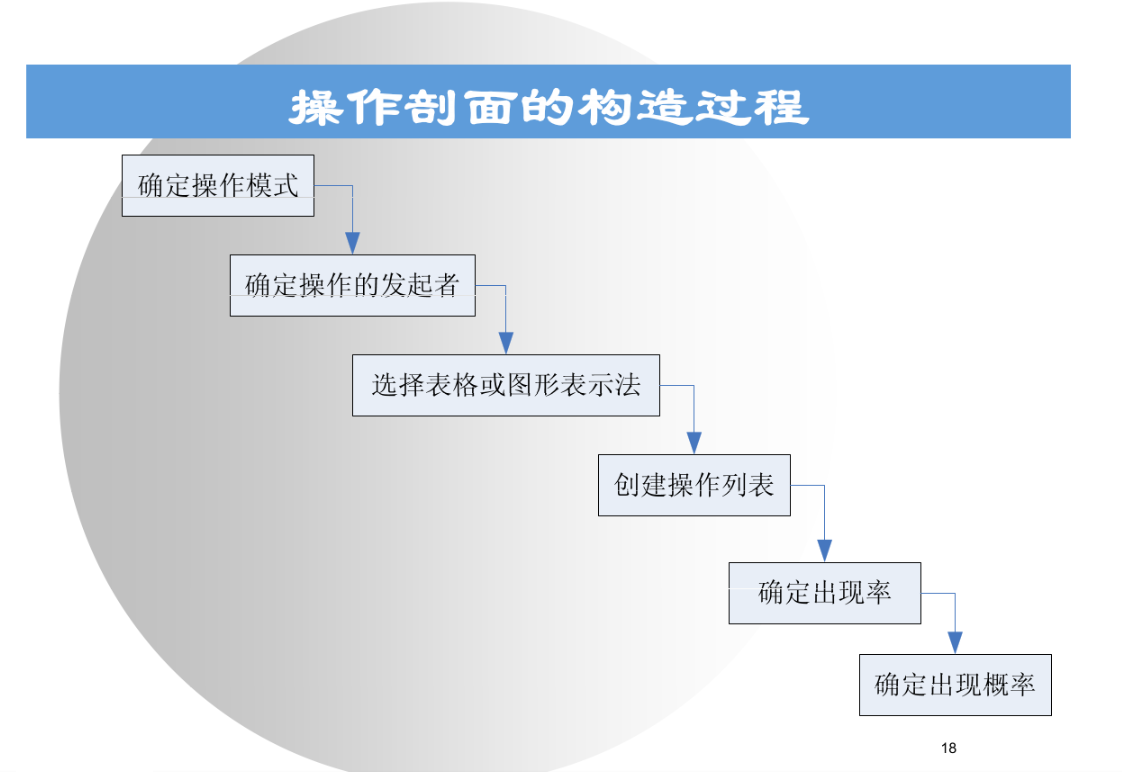 操作剖面的构造过程
确定操作模式
确定操作的发起者
选择表格或图形表示法
创建操作列表
确定出现率
确定出现概率
18